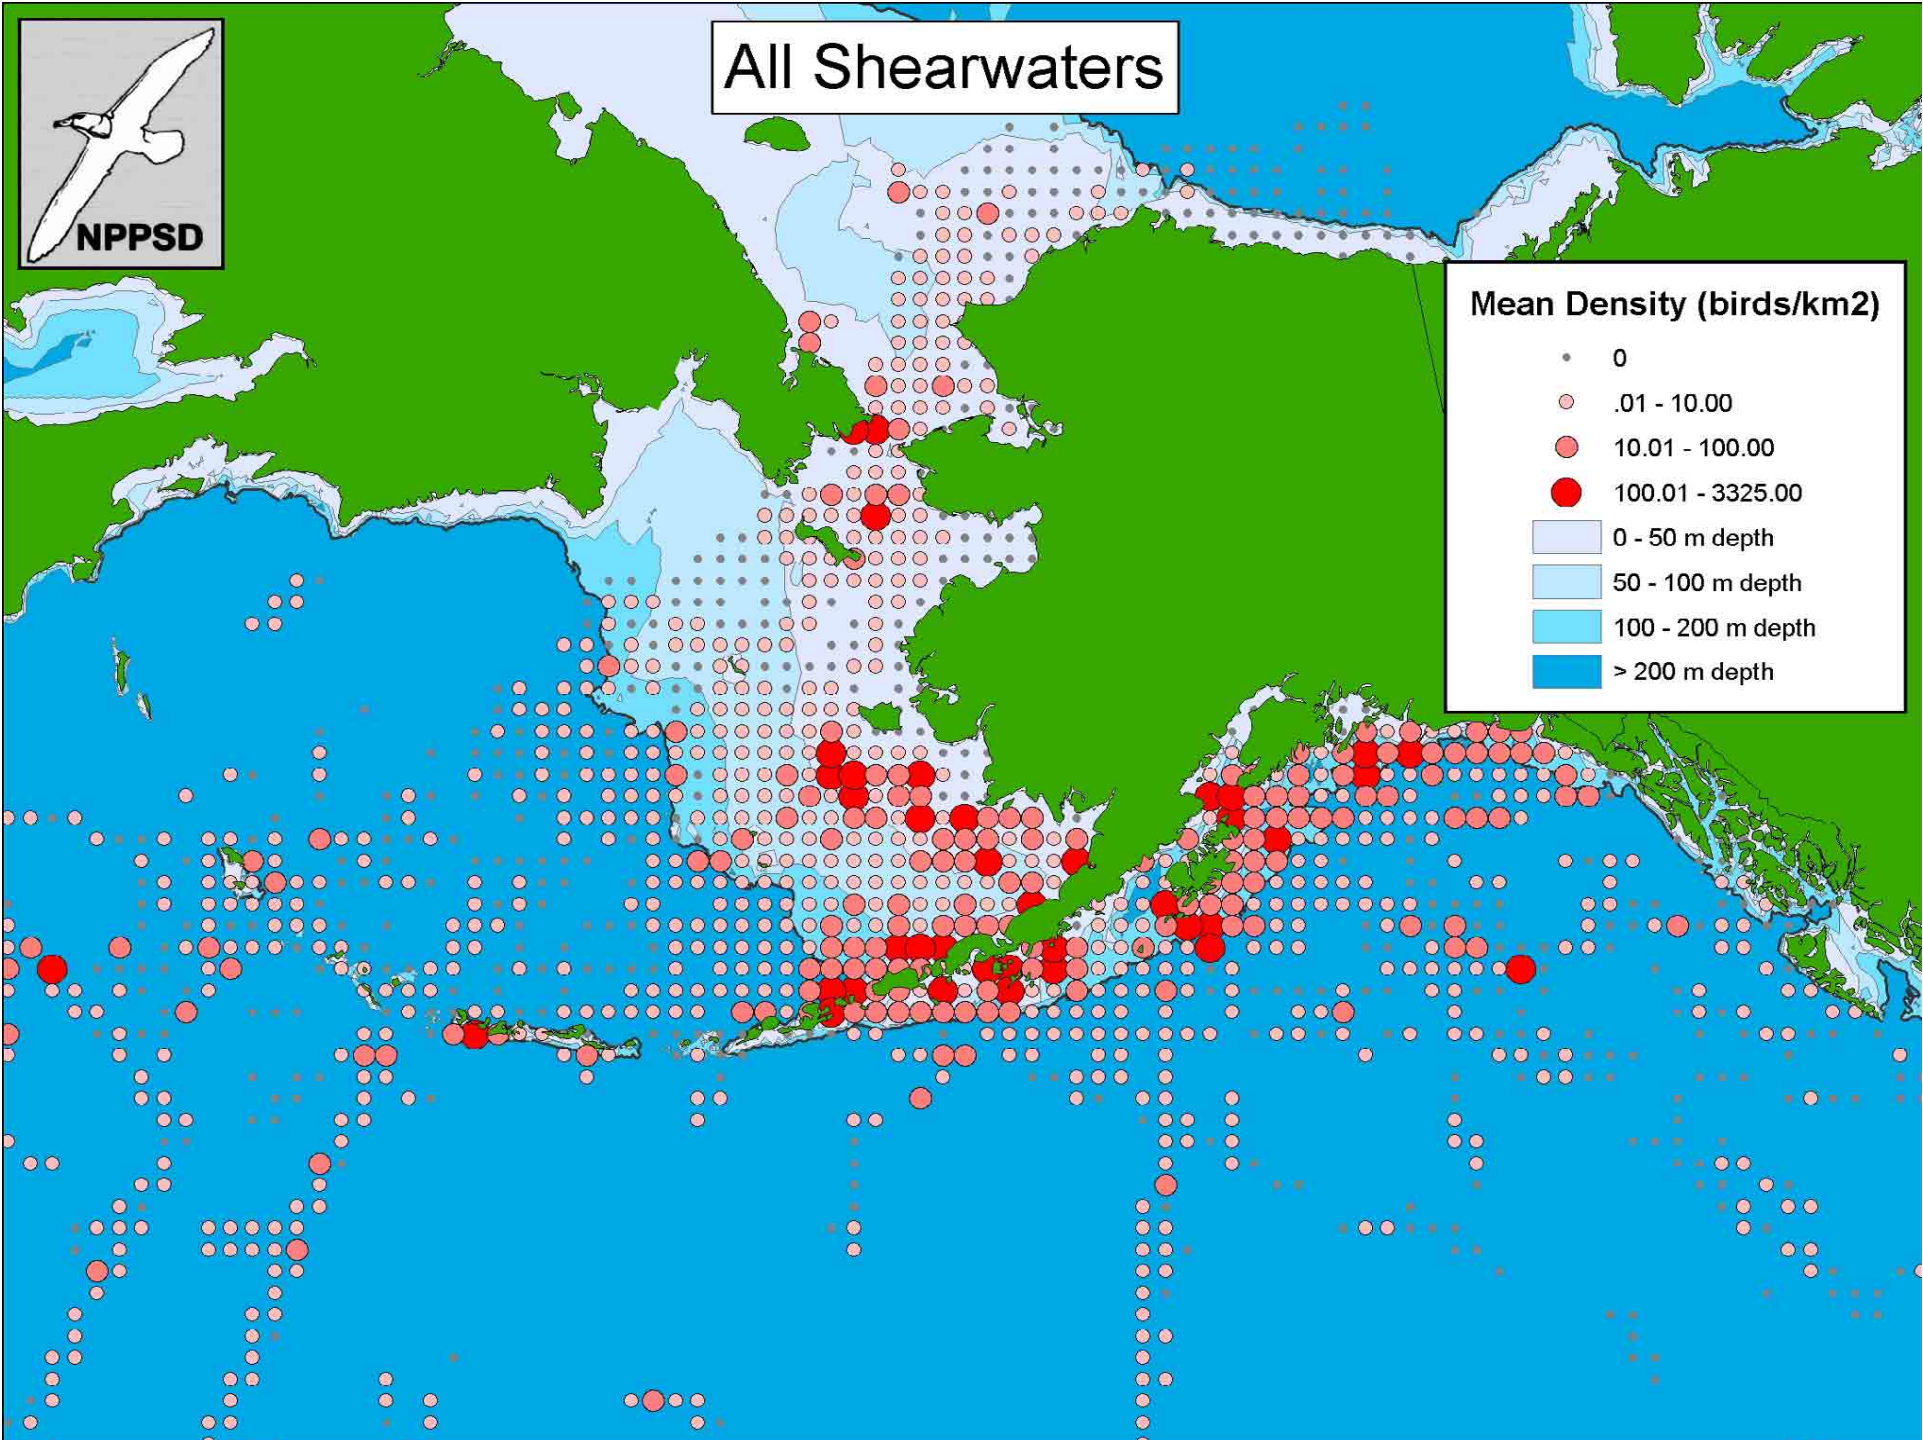 All Shearwaters
NPPSD
Mean Density (birds/km2)
0
.01 - 10.00
10.01 - 100.00
100.01 - 3325.00
0 - 50 m depth
50 - 100 m depth
100 - 200 m depth
> 200 m depth